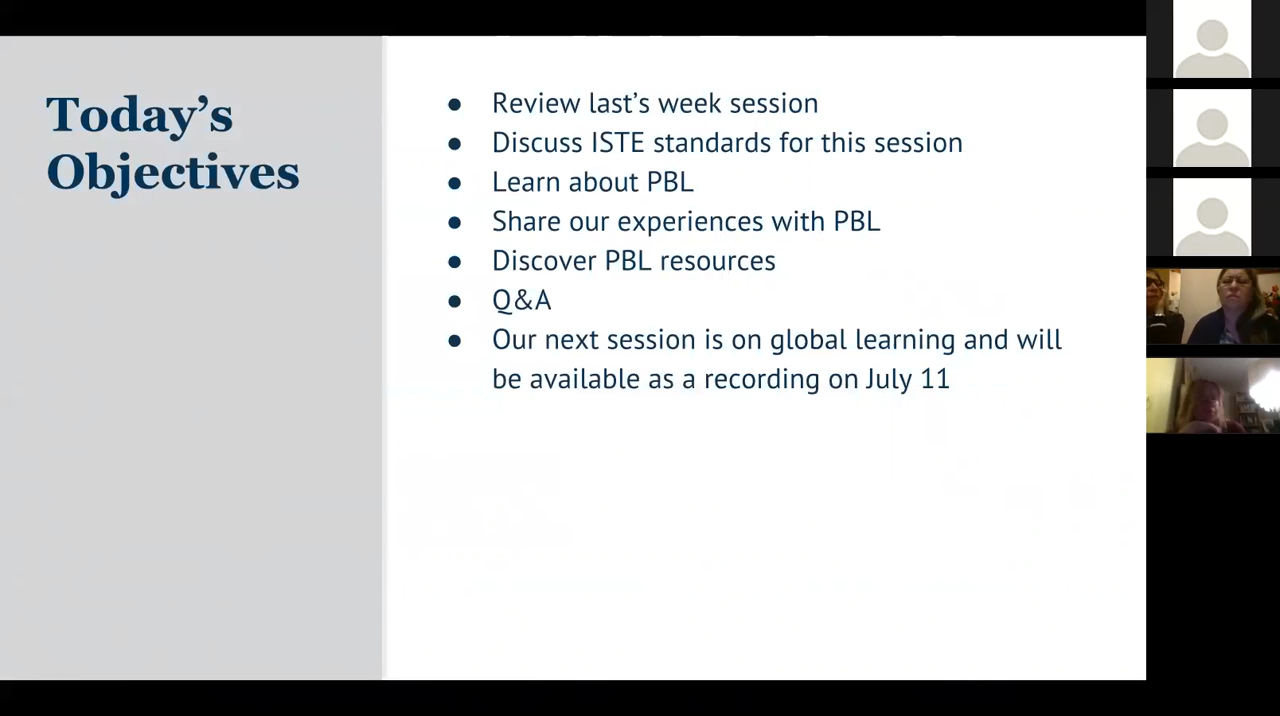 Today's
Objectives
● Review last's week session
● Discuss ISTE standards for this session
● Learn about PBL
● Share our experiences with PBL
● Discover PBL resources
● Q&A
● Our next session is on global learning and will
be available as a recording on July 11